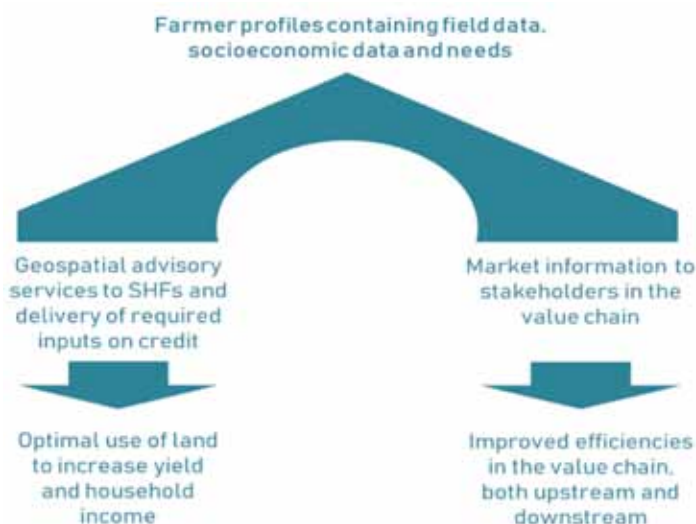 Farmer profiles containing field data,
socioeconomic data and needs
Geospatial advisory
services to SHFs and
delivery of required
inputs on credit
Market information to
stakeholders in the
value chain
Optimal use of land
to increase yield
and household
income
Improved efficiencies
in the value chain,
both upstream and
downstream